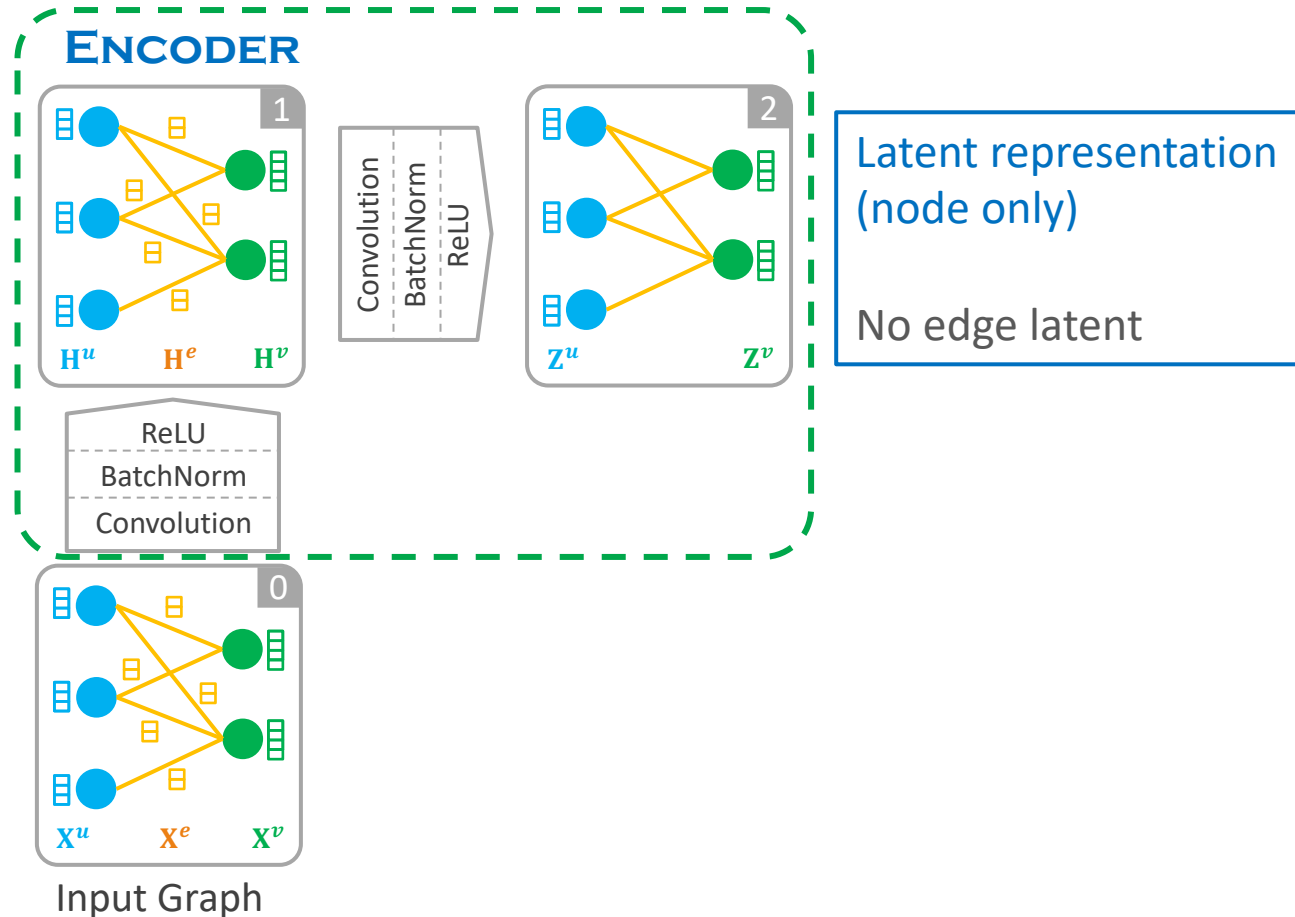 ENCODER
1
H^u H^e H^v
Convolution
BatchNorm
ReLU
2
Z^u Z^v
Latent representation
(node only)
No edge latent
ReLU
BatchNorm
Convolution
0
X^u X^e X^v
Input Graph